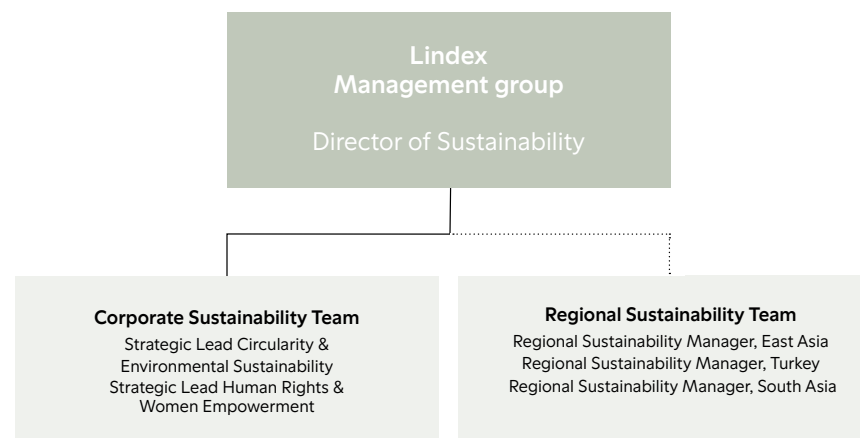 Lindex
Management group
Director of Sustainability
Corporate Sustainability Team
Strategic Lead Circularity &
Environmental Sustainability
Strategic Lead Human Rights &
Women Empowerment
Regional Sustainability Team
Regional Sustainability Manager, East Asia
Regional Sustainability Manager, Turkey
Regional Sustainability Manager, South Asia